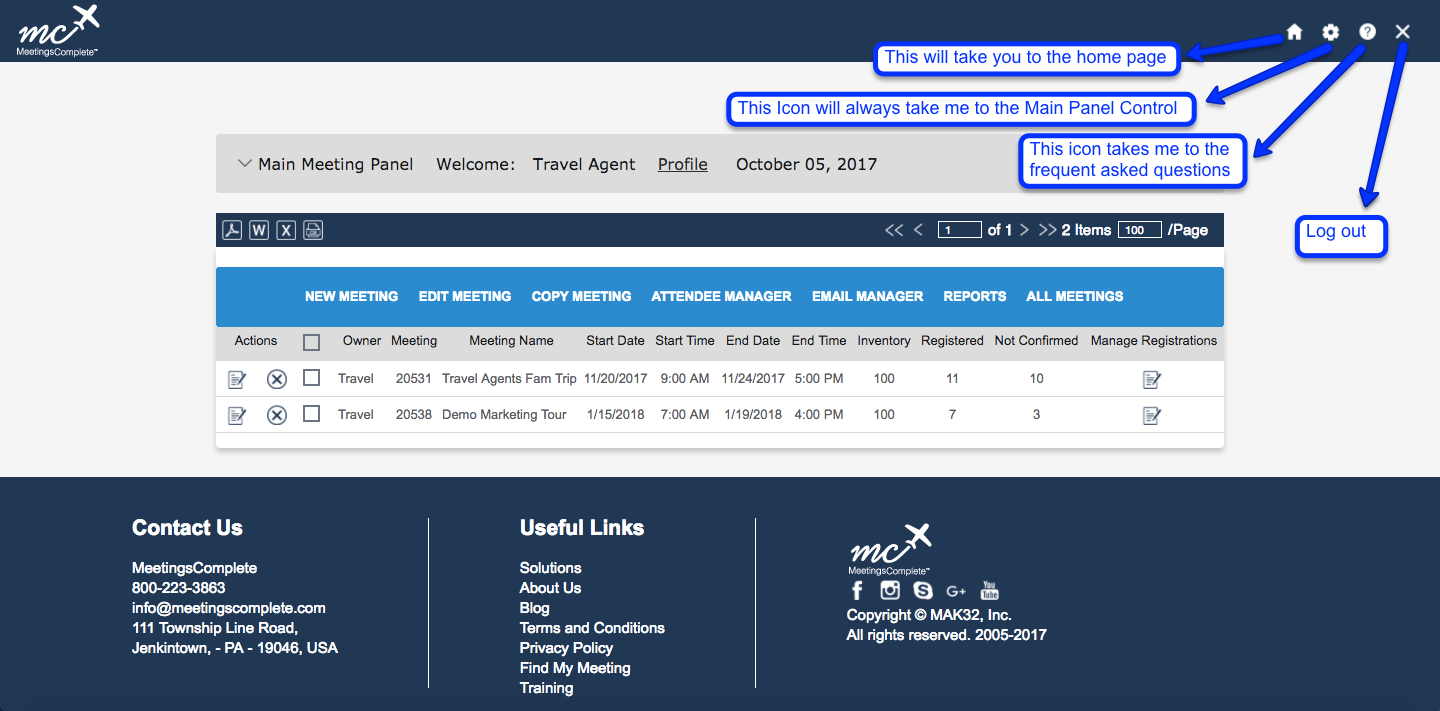 mc
MeetingsComplete™
This will take you to the home page
This Icon will always take me to the Main Panel Control
This icon takes me to the
frequent asked questions
Log out
Main Meeting Panel Welcome: Travel Agent Profile October 05, 2017
W X << < 1 of 1 > >> 2 Items 100 /Page
NEW MEETING EDIT MEETING COPY MEETING ATTENDEE MANAGER EMAIL MANAGER REPORTS ALL MEETINGS
Actions Owner Meeting Meeting Name Start Date Start Time End Date End Time Inventory Registered Not Confirmed Manage Registrations
Travel 20531 Travel Agents Fam Trip 11/20/2017 9:00 AM 11/24/2017 5:00 PM 100 11 10
Travel 20538 Demo Marketing Tour 1/15/2018 7:00 AM 1/19/2018 4:00 PM 100 7 3
Contact Us
MeetingsComplete
800-223-3863
info@meetingscomplete.com
111 Township Line Road,
Jenkintown, - PA - 19046, USA
Useful Links
Solutions
About Us
Blog
Terms and Conditions
Privacy Policy
Find My Meeting
Training
mc
MeetingsComplete™
f S G+ You Tube
Copyright © MAK32, Inc.
All rights reserved. 2005-2017